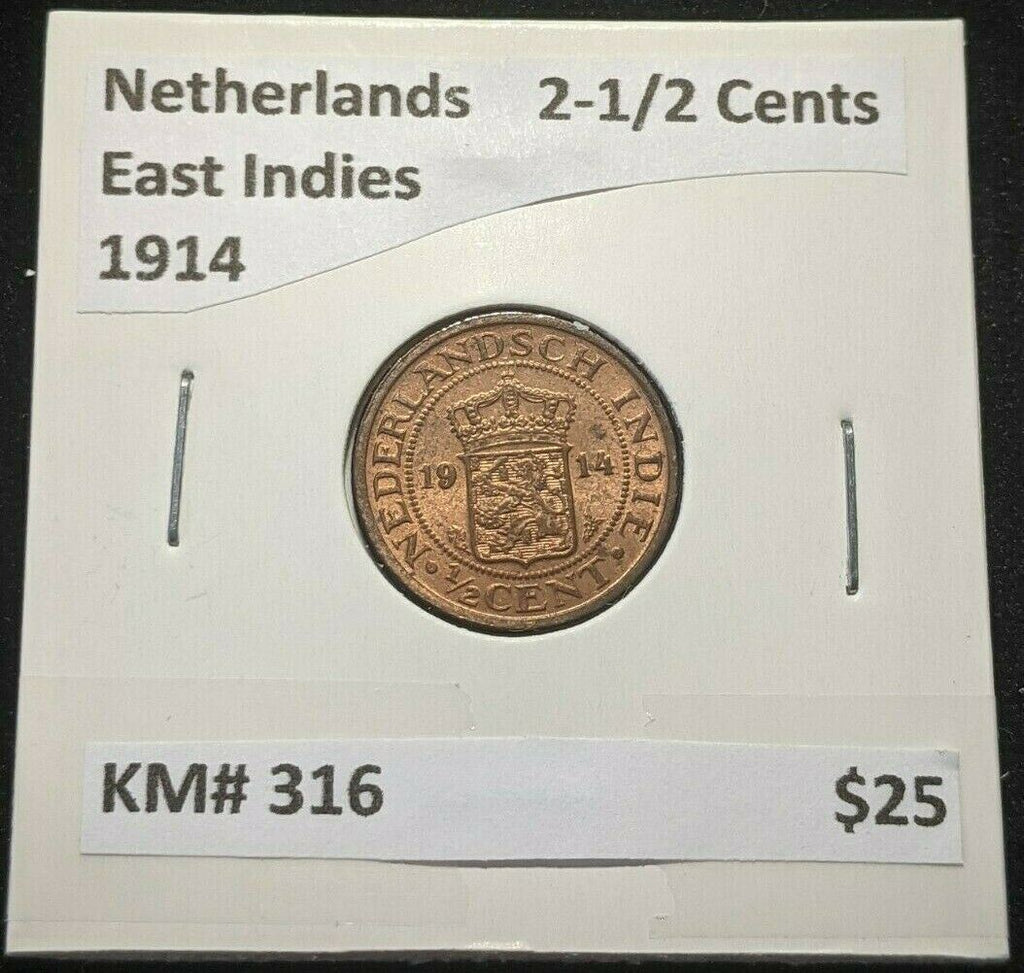 Netherlands 2-1/2 Cents
East Indies
1914
NEDERLANDSCH INDIE
19 14
• 1/2 CENT •
KM# 316 $25